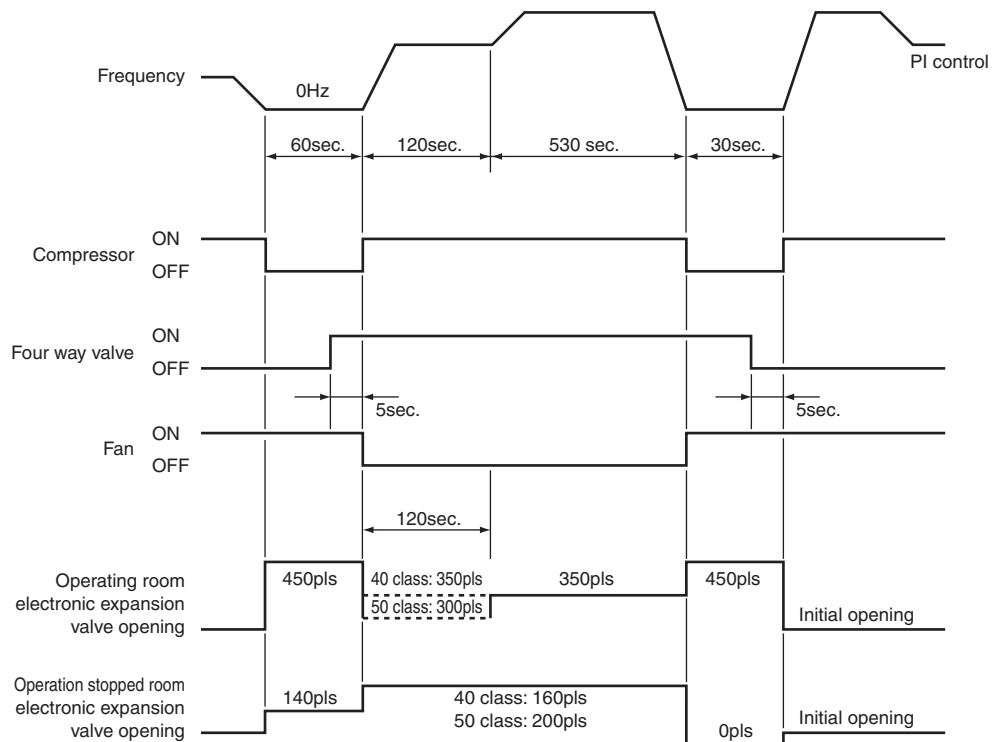 PI control
Frequency
0Hz
60sec.
120sec.
530 sec.
30sec.
Compressor
ON
OFF
Four way valve
ON
OFF
5sec.
5sec.
Fan
ON
OFF
120sec.
Operating room
electronic expansion
valve opening
450pls
40 class: 350pls
50 class: 300pls
350pls
450pls
Initial opening
Operation stopped room
electronic expansion
valve opening
140pls
40 class: 160pls
50 class: 200pls
0pls
Initial opening